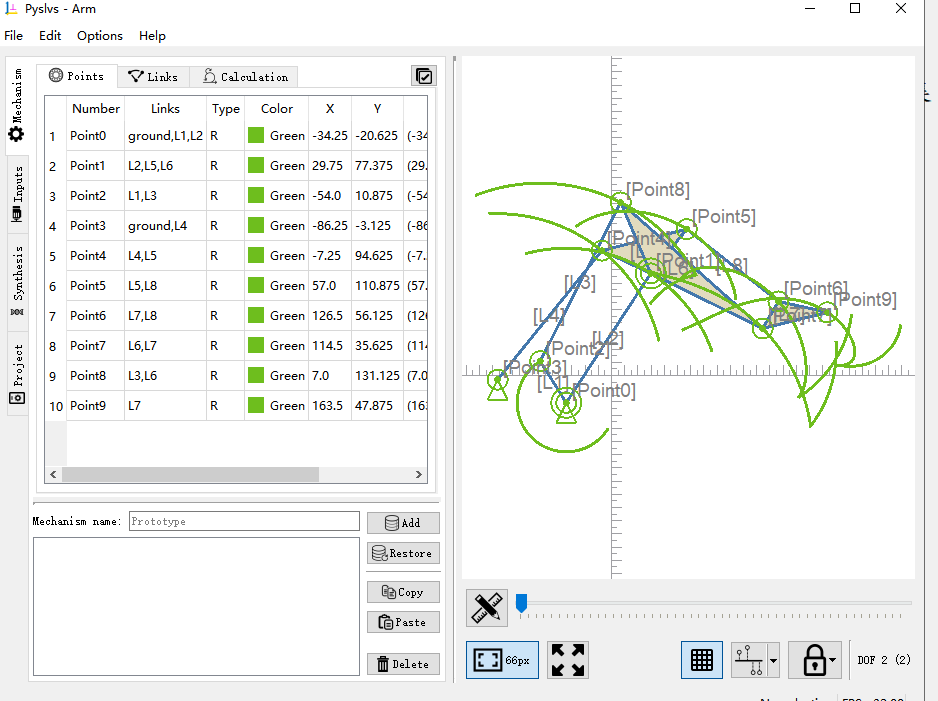 Pyslvs - Arm
File Edit Options Help
Mechanism
Inputs
Synthesis
Project
Points Links Calculation
Number Links Type Color X Y
1 Point0 ground,L1,L2 R Green -34.25 -20.625 (-34
2 Point1 L2,L5,L6 R Green 29.75 77.375 (29.
3 Point2 L1,L3 R Green -54.0 10.875 (-54
4 Point3 ground,L4 R Green -86.25 -3.125 (-86
5 Point4 L4,L5 R Green -7.25 94.625 (-7.
6 Point5 L5,L8 R Green 57.0 110.875 (57.
7 Point6 L7,L8 R Green 126.5 56.125 (126
8 Point7 L6,L7 R Green 114.5 35.625 (114
9 Point8 L3,L6 R Green 7.0 131.125 (7.0
10 Point9 L7 R Green 163.5 47.875 (163
Mechanism name: Prototype
Add
Restore
Copy
Paste
Delete
[Point8]
[Point5]
[Point4]
[Point1]
[L8]
[L3]
[Point6]
[Point9]
[L4]
[L2]
[Point2]
[Point3]
[L1]
[Point0]
66px
DOF 2 (2)